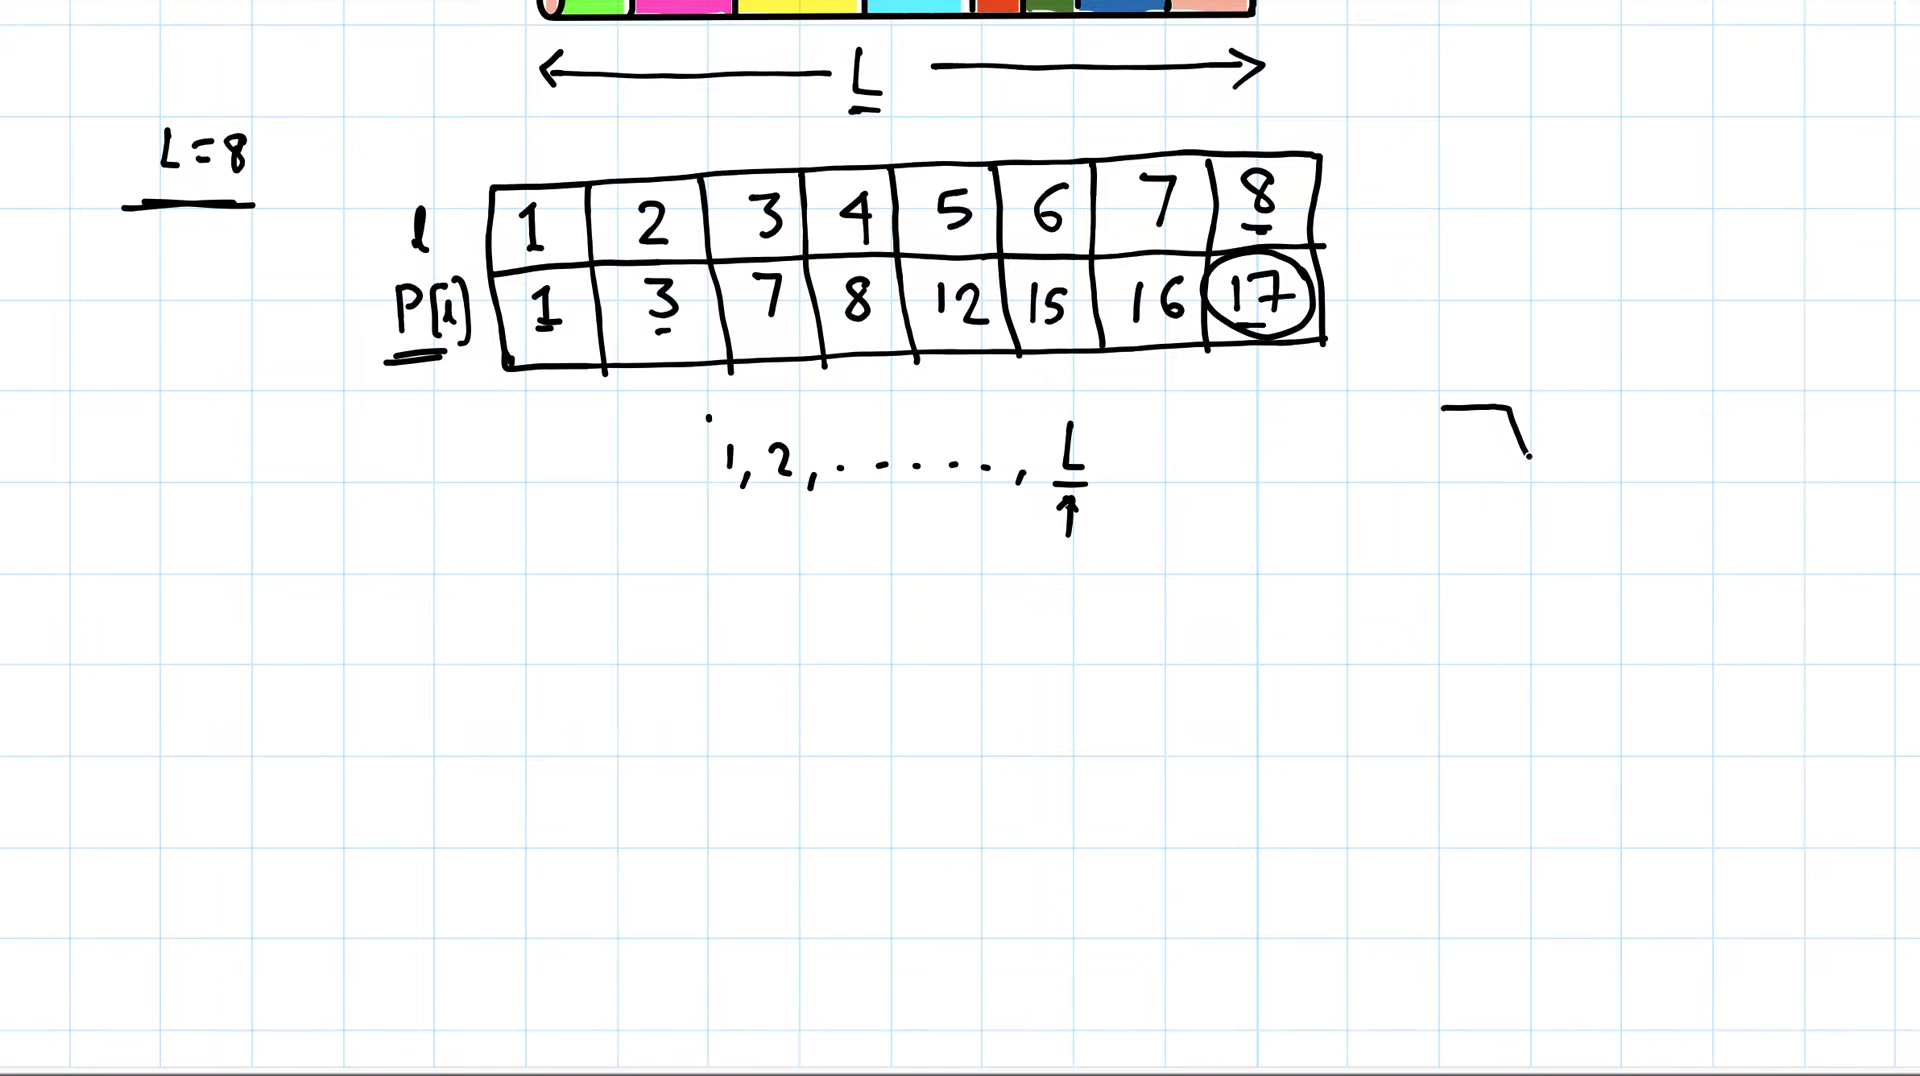 L
L=8
l 1 2 3 4 5 6 7 8
P[i] 1 3 7 8 12 15 16 17
1, 2, . . . . . . , L